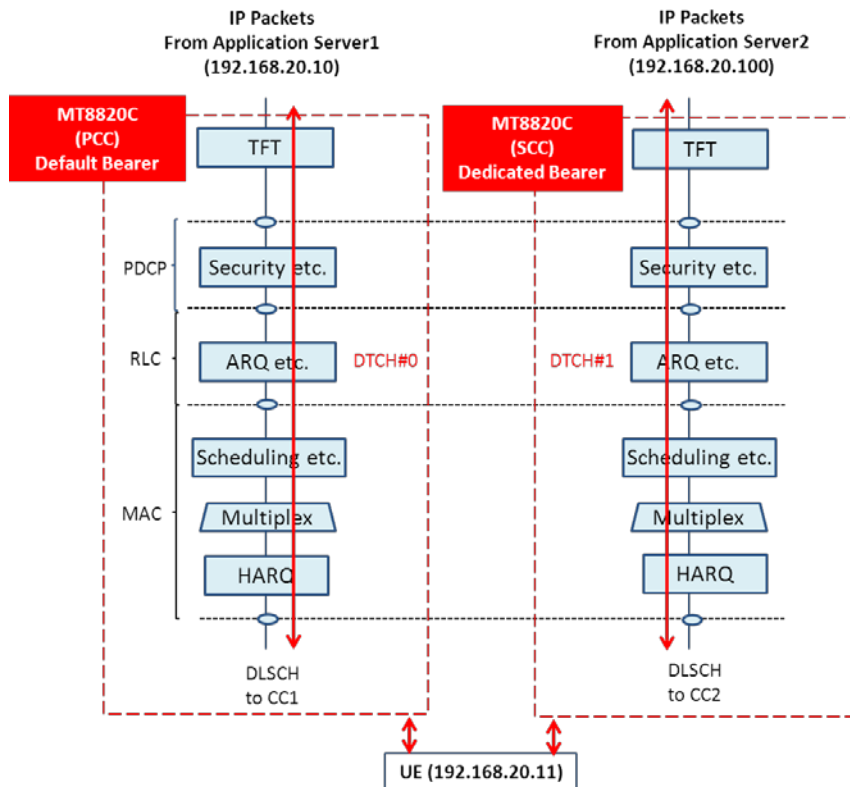 IP Packets
From Application Server1
(192.168.20.10)
IP Packets
From Application Server2
(192.168.20.100)
MT8820C
(PCC)
Default Bearer
TFT
MT8820C
(SCC)
Dedicated Bearer
TFT
PDCP
Security etc.
Security etc.
RLC
ARQ etc.
DTCH#0
DTCH#1
ARQ etc.
Scheduling etc.
Scheduling etc.
MAC
Multiplex
Multiplex
HARQ
HARQ
DLSCH
to CC1
DLSCH
to CC2
UE (192.168.20.11)